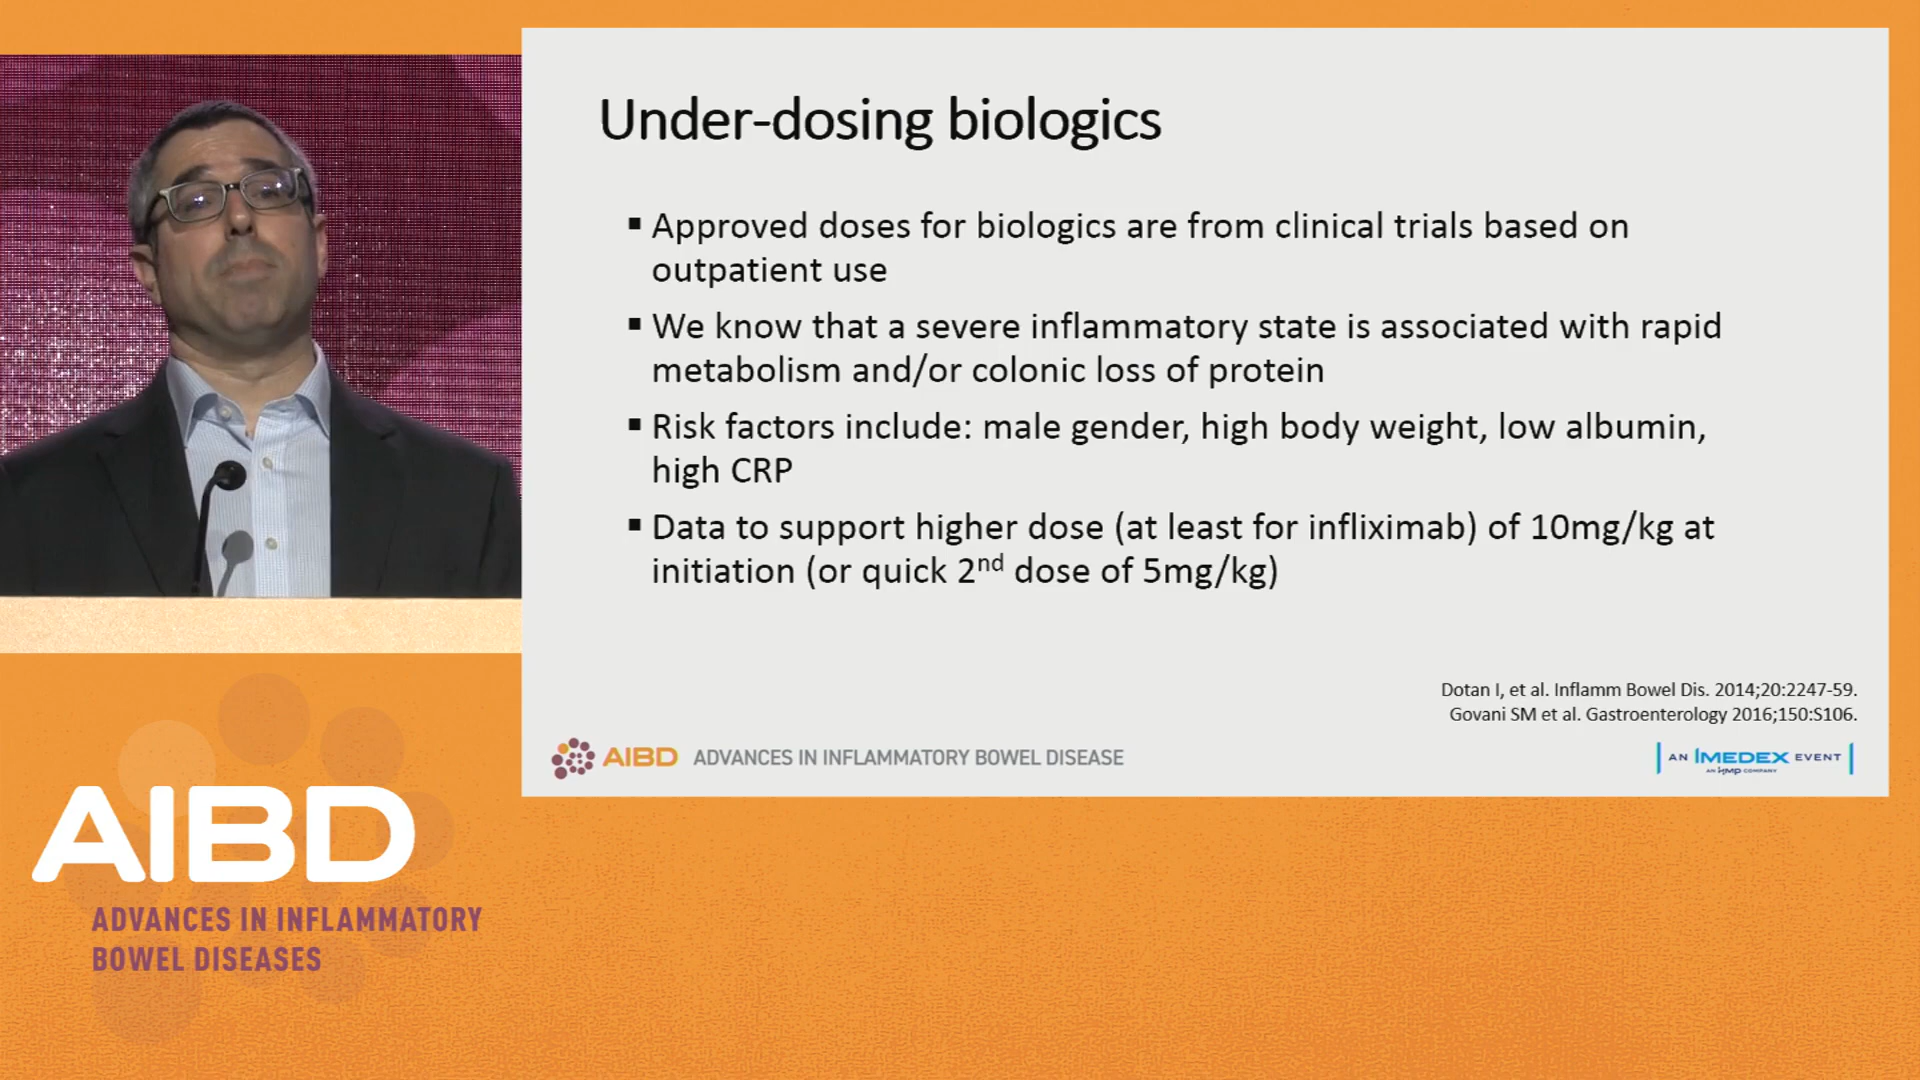 Under-dosing biologics
▪ Approved doses for biologics are from clinical trials based on
outpatient use
▪ We know that a severe inflammatory state is associated with rapid
metabolism and/or colonic loss of protein
▪ Risk factors include: male gender, high body weight, low albumin,
high CRP
▪ Data to support higher dose (at least for infliximab) of 10mg/kg at
initiation (or quick 2nd dose of 5mg/kg)
Dotan I, et al. Inflamm Bowel Dis. 2014;20:2247-59.
Govani SM et al. Gastroenterology 2016;150:S106.
AIBD ADVANCES IN INFLAMMATORY BOWEL DISEASE
AN IMEDEX EVENT
AN HMP COMPANY
AIBD
ADVANCES IN INFLAMMATORY
BOWEL DISEASES